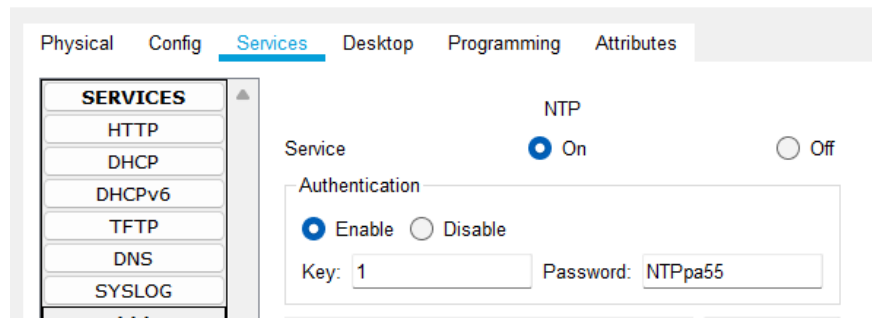 Physical Config Services Desktop Programming Attributes
SERVICES
HTTP
DHCP
DHCPv6
TFTP
DNS
SYSLOG
NTP
Service On Off
Authentication
Enable Disable
Key: 1 Password: NTPpa55